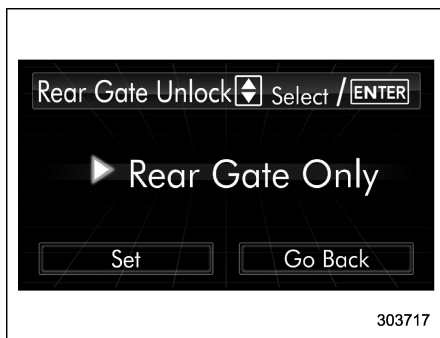 Rear Gate Unlock Select / ENTER
Rear Gate Only
Set Go Back
303717